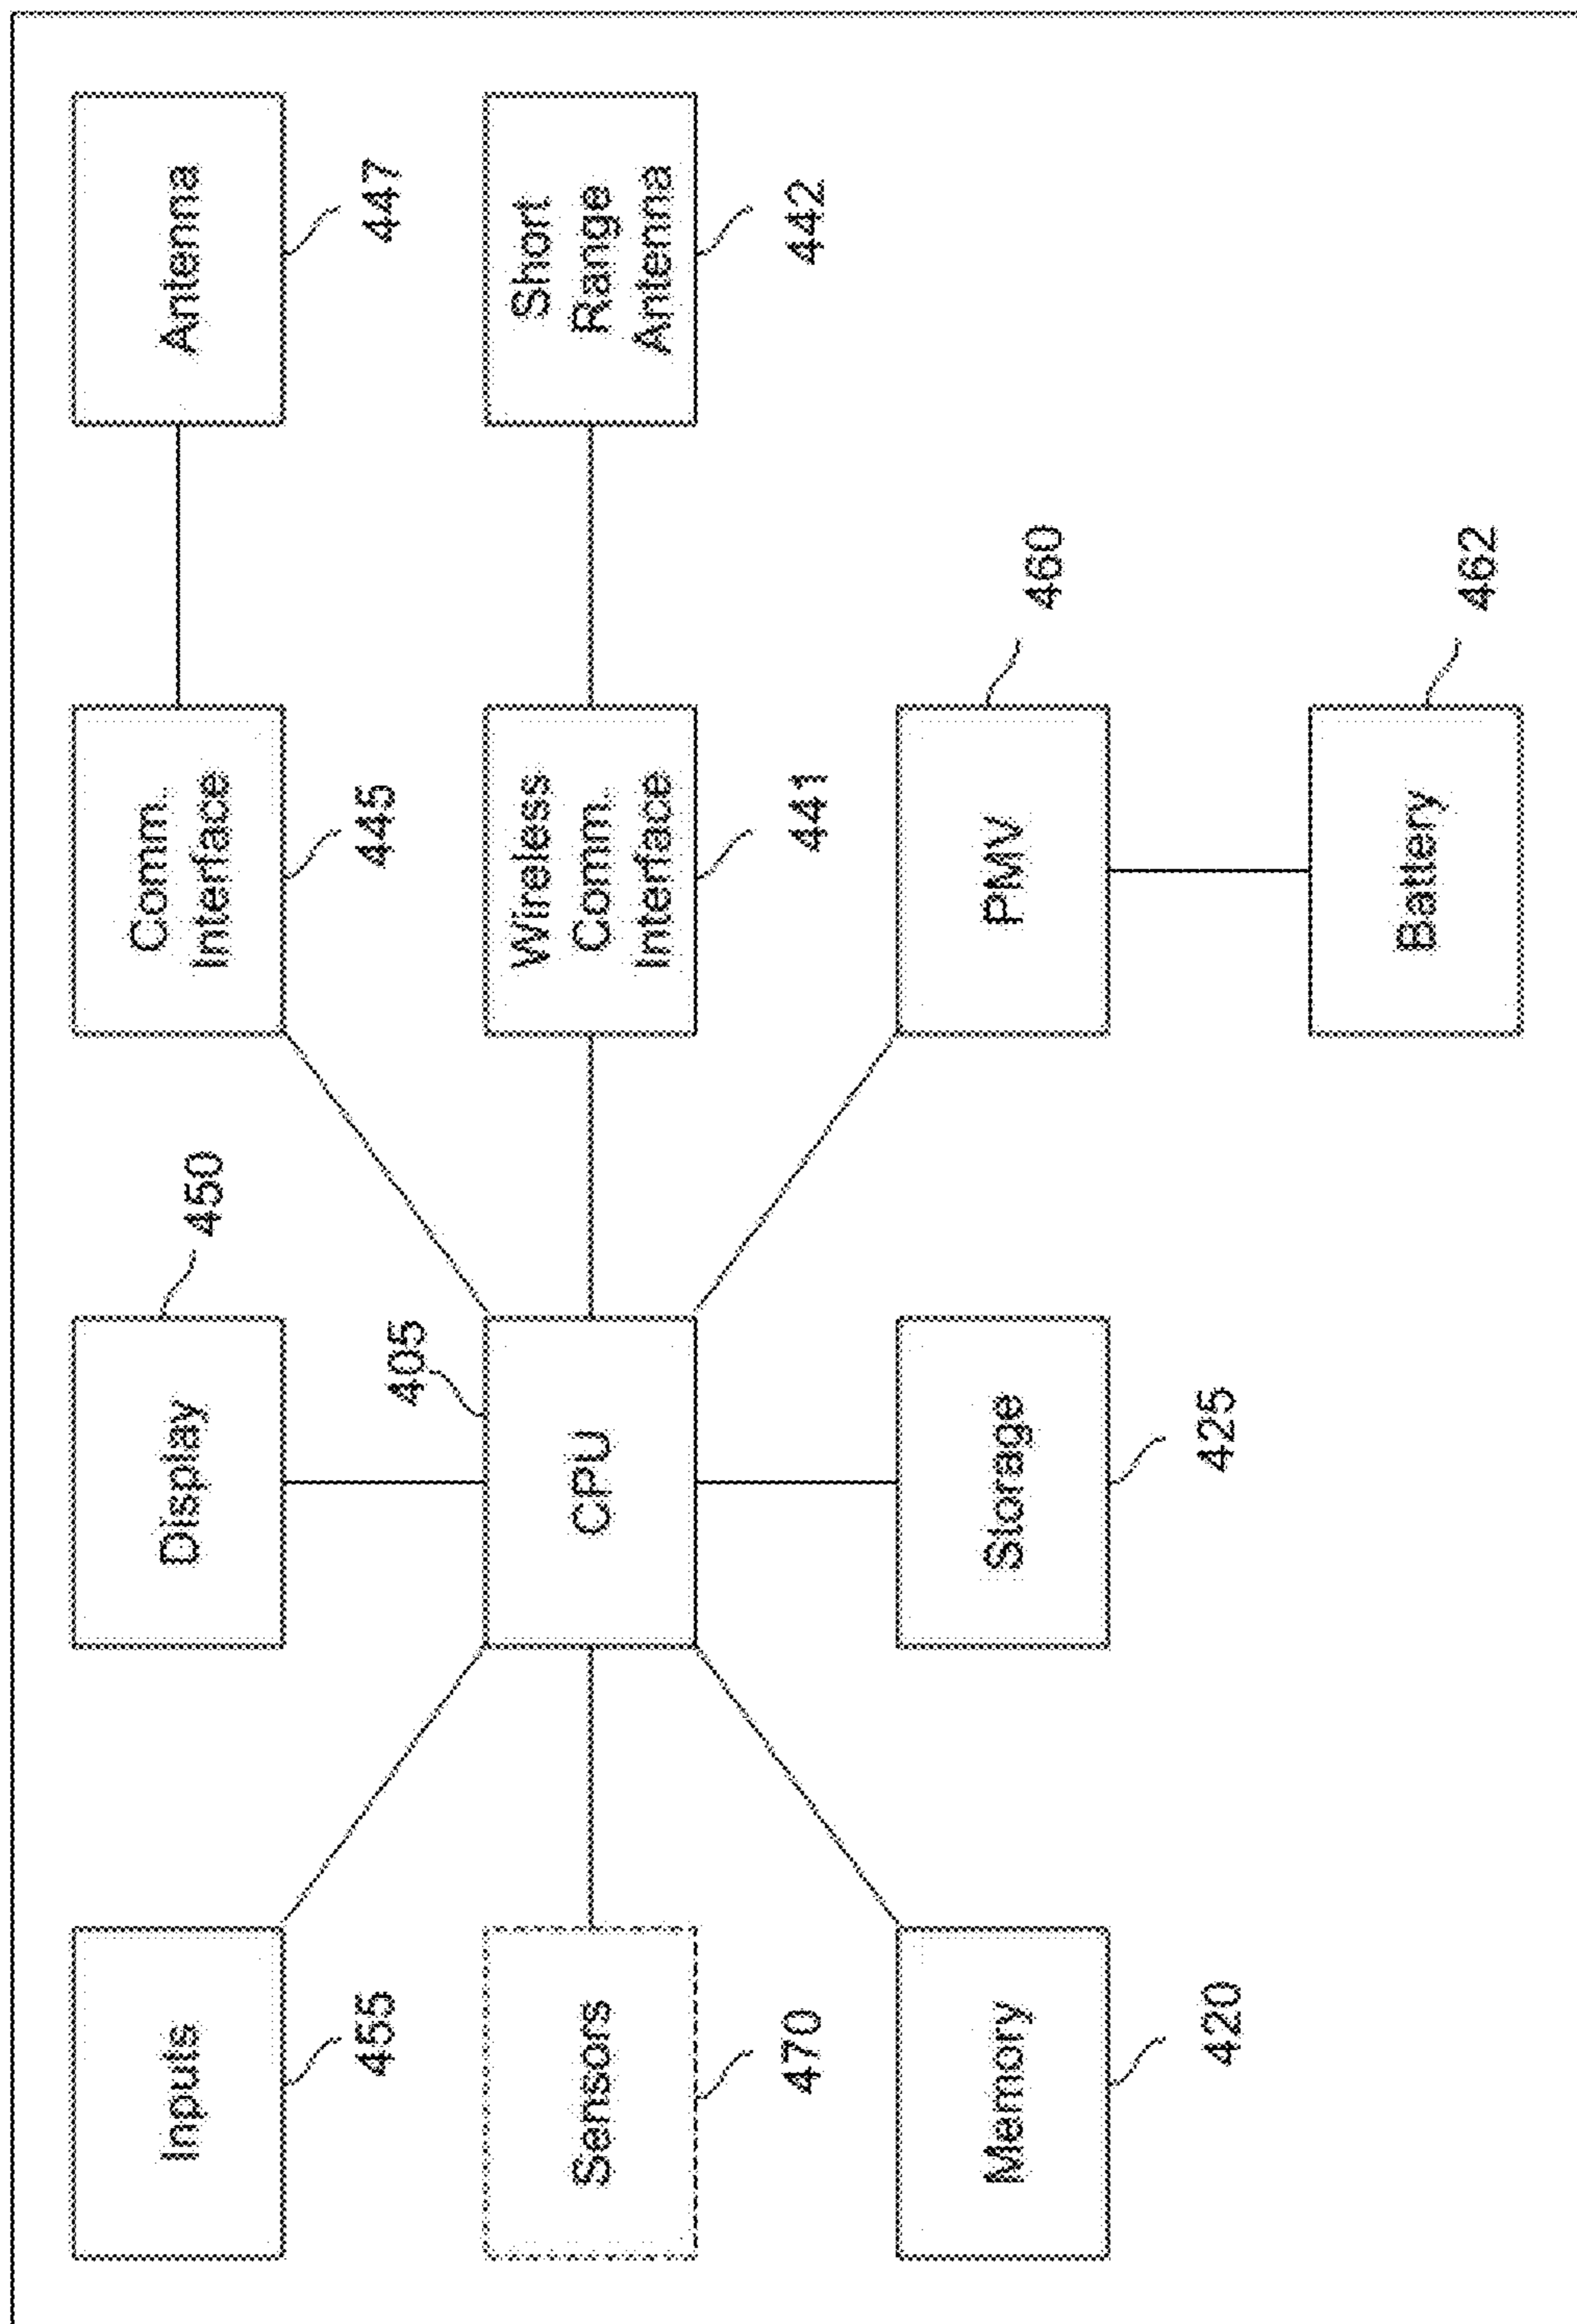 Inputs
455
Display
450
Comm.
Interface
445
Antenna
447
Sensors
470
CPU
405
Wireless
Comm.
Interface
441
Short
Range
Antenna
442
Memory
420
Storage
425
PMV
460
Battery
462